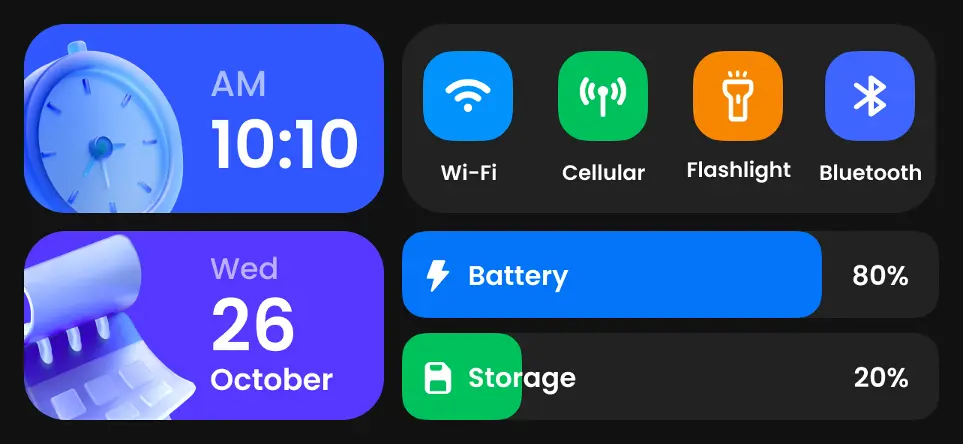 AM
10:10
Wi-Fi
Cellular
Flashlight
Bluetooth
Wed
26
October
Battery
80%
Storage
20%